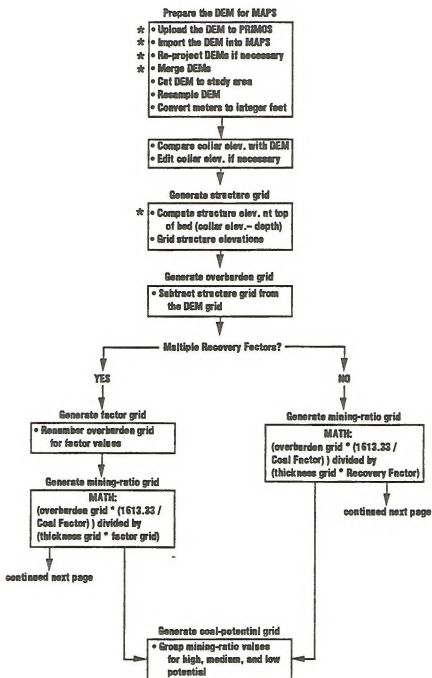 Prepare the DEM for MAPS
* • Upload the DEM to PRIMOS
* • Import the DEM into MAPS
* • Re-project DEMs if necessary
* • Merge DEMs
• Cut DEM to study area
• Resample DEM
• Convert meters to integer feet
• Compare collar elev. with DEM
• Edit collar elev. if necessary
Generate structure grid
* • Compute structure elev. at top
of bed (collar elev.– depth)
• Grid structure elevations
Generate overburden grid
• Subtract structure grid from
the DEM grid
Multiple Recovery Factors?
YES
NO
Generate factor grid
• Renumber overburden grid
for factor values
Generate mining-ratio grid
MATH:
(overburden grid * (1613.33 /
Coal Factor) ) divided by
(thickness grid * factor grid)
continued next page
Generate mining-ratio grid
MATH:
(overburden grid * (1613.33 /
Coal Factor) ) divided by
(thickness grid * Recovery Factor)
continued next page
Generate coal-potential grid
• Group mining-ratio values
for high, medium, and low
potential